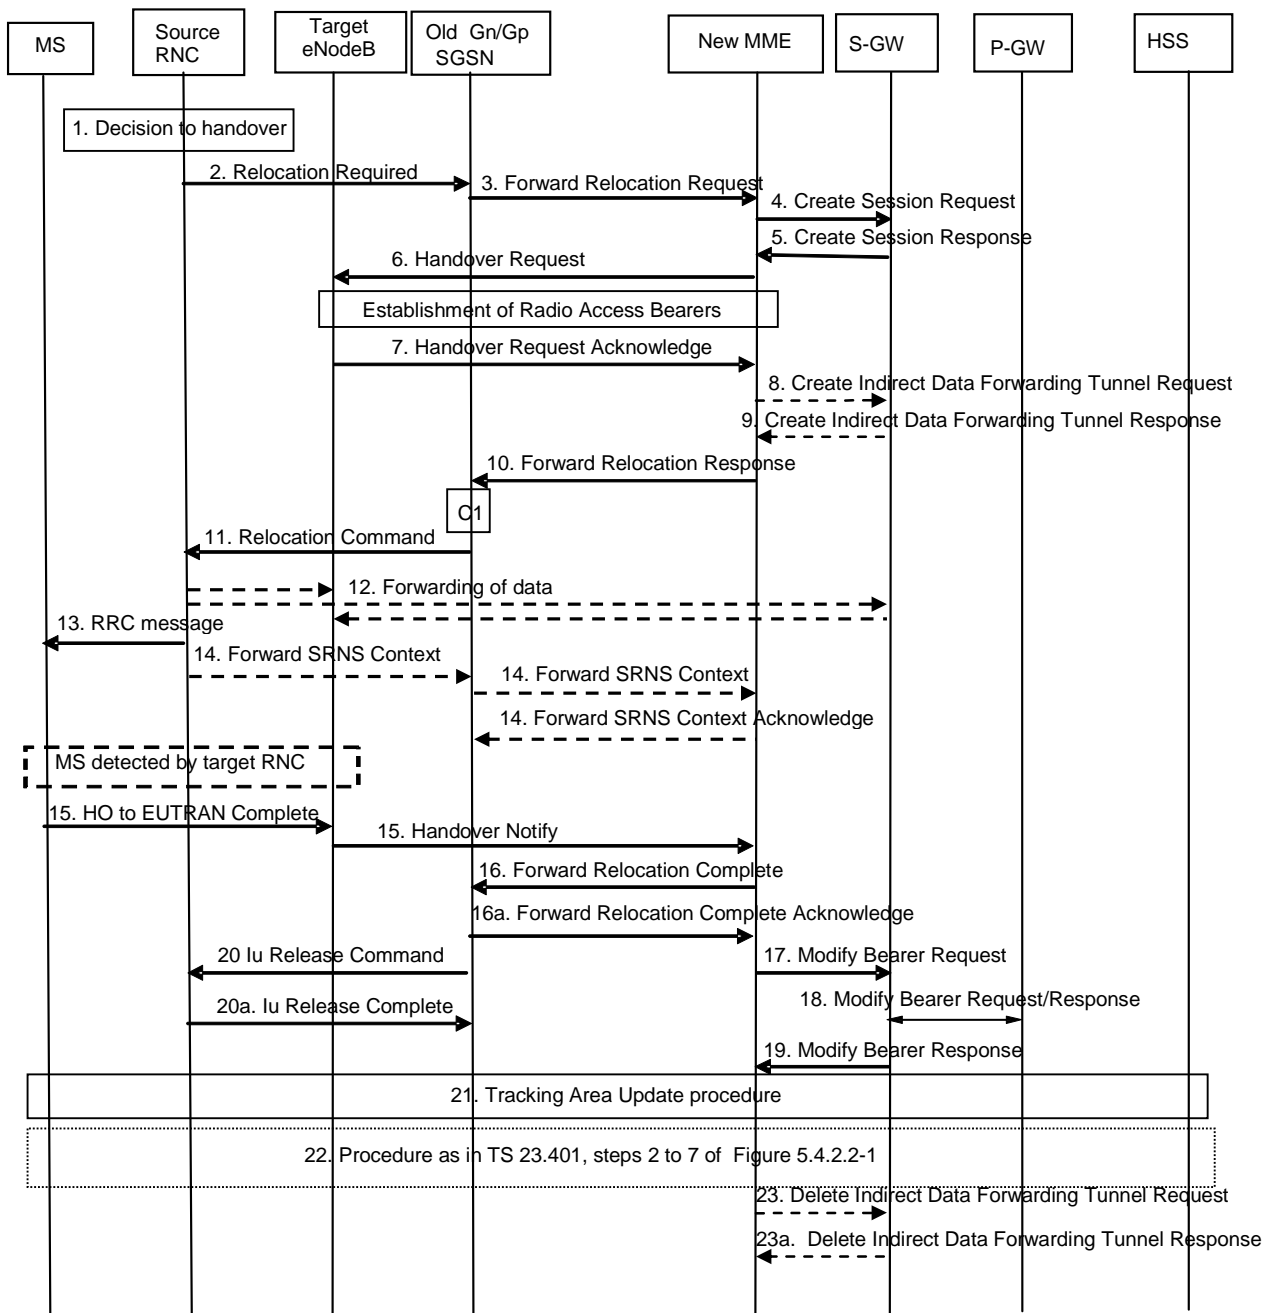 MS
Source
RNC
Target
eNodeB
Old Gn/Gp
SGSN
New MME
S-GW
P-GW
HSS
1. Decision to handover
2. Relocation Required
3. Forward Relocation Request
4. Create Session Request
5. Create Session Response
6. Handover Request
Establishment of Radio Access Bearers
7. Handover Request Acknowledge
8. Create Indirect Data Forwarding Tunnel Request
9. Create Indirect Data Forwarding Tunnel Response
10. Forward Relocation Response
C1
11. Relocation Command
12. Forwarding of data
13. RRC message
14. Forward SRNS Context
14. Forward SRNS Context
14. Forward SRNS Context Acknowledge
MS detected by target RNC
15. HO to EUTRAN Complete
15. Handover Notify
16. Forward Relocation Complete
16a. Forward Relocation Complete Acknowledge
20 Iu Release Command
17. Modify Bearer Request
18. Modify Bearer Request/Response
20a. Iu Release Complete
19. Modify Bearer Response
21. Tracking Area Update procedure
22. Procedure as in TS 23.401, steps 2 to 7 of Figure 5.4.2.2-1
23. Delete Indirect Data Forwarding Tunnel Request
23a. Delete Indirect Data Forwarding Tunnel Response